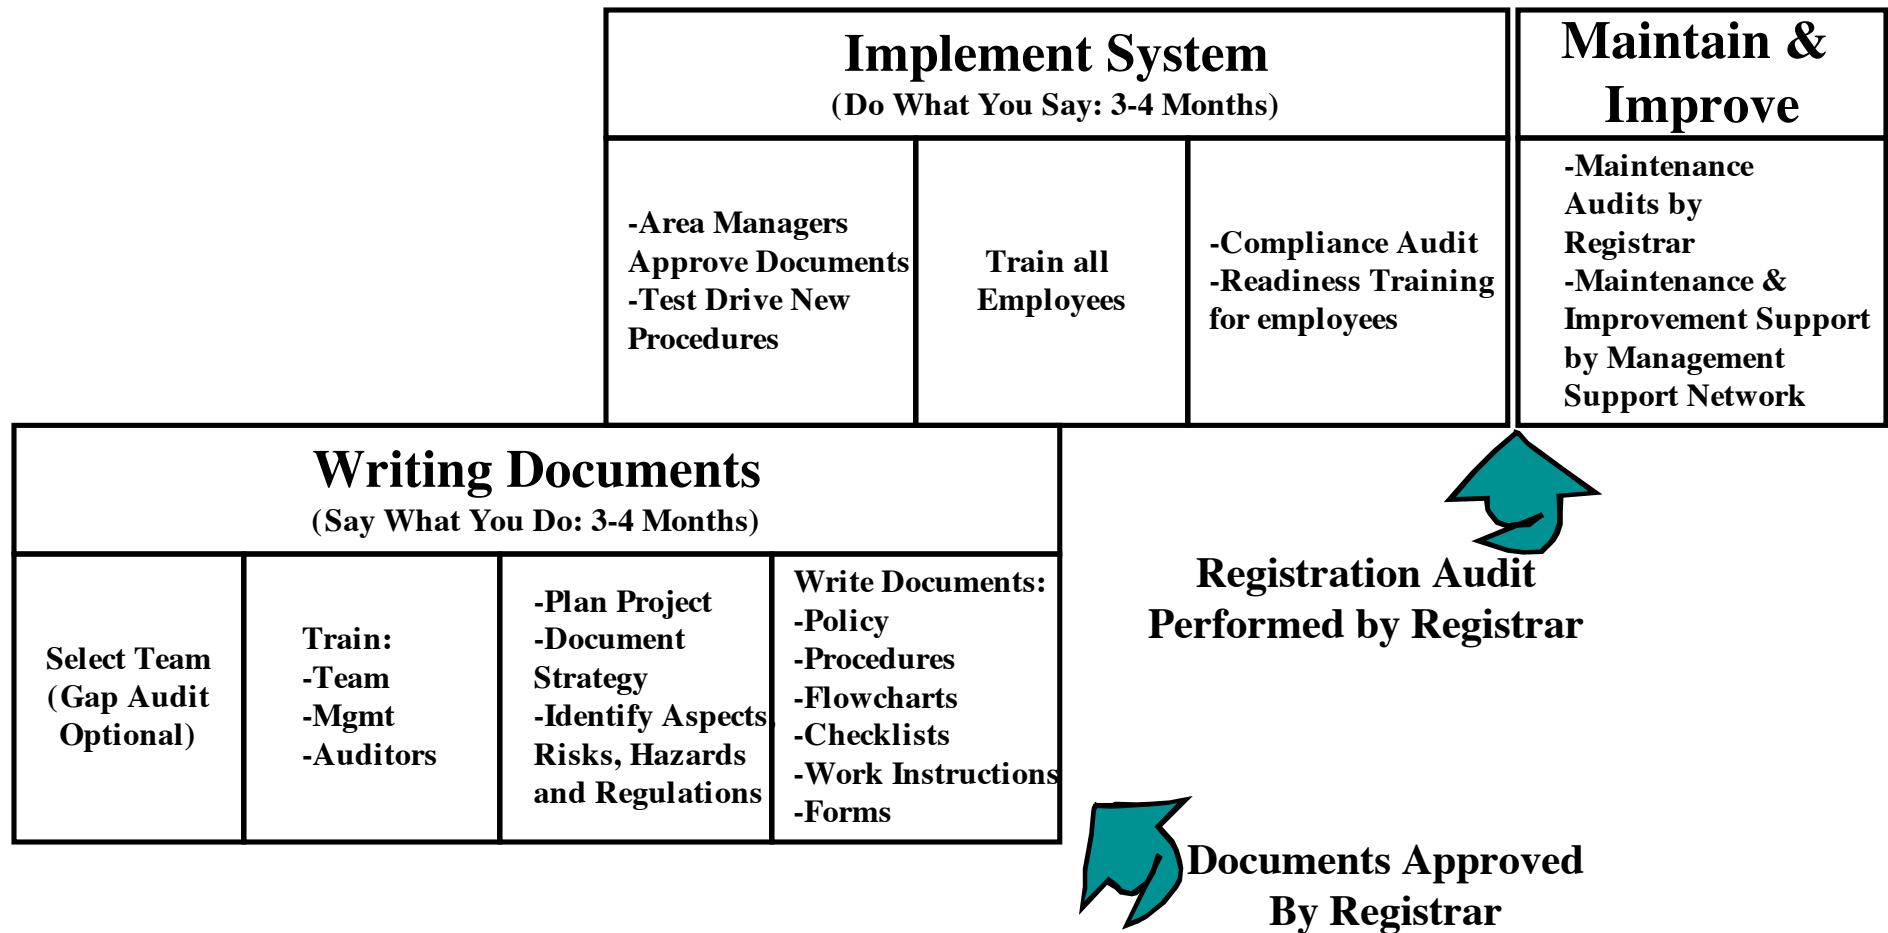 Implement System
(Do What You Say: 3-4 Months)
-Area Managers
Approve Documents
-Test Drive New
Procedures
Train all
Employees
-Compliance Audit
-Readiness Training
for employees
Maintain &
Improve
-Maintenance
Audits by
Registrar
-Maintenance &
Improvement Support
by Management
Support Network
Writing Documents
(Say What You Do: 3-4 Months)
Select Team
(Gap Audit
Optional)
Train:
-Team
-Mgmt
-Auditors
-Plan Project
-Document
Strategy
-Identify Aspects,
Risks, Hazards
and Regulations
Write Documents:
-Policy
-Procedures
-Flowcharts
-Checklists
-Work Instructions
-Forms
Registration Audit
Performed by Registrar
Documents Approved
By Registrar